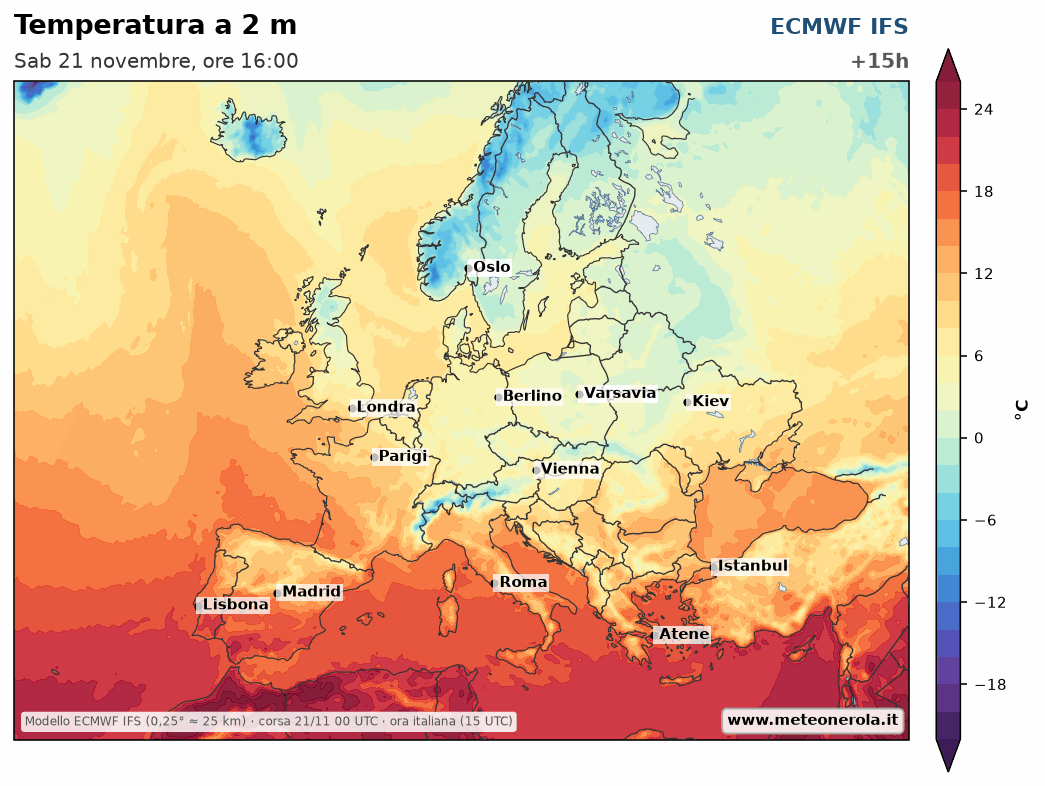 Temperatura a 2 m
ECMWF IFS
Sab 21 novembre, ore 16:00
+15h
24
18
12
6
0
−6
−12
−18
°C
Oslo
Berlino
Varsavia
Kiev
Londra
Parigi
Vienna
Istanbul
Roma
Madrid
Lisbona
Atene
Modello ECMWF IFS (0,25° ≈ 25 km) · corsa 21/11 00 UTC · ora italiana (15 UTC)
www.meteonerola.it